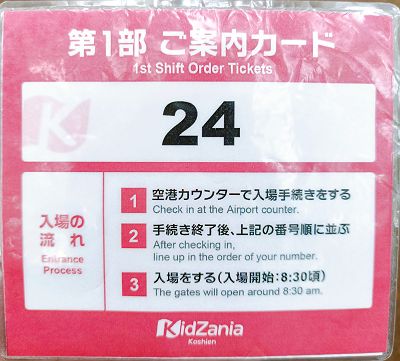 第1部 ご案内カード
1st Shift Order Tickets
K
24
入場の
流れ
Entrance
Process
1 空港カウンターで入場手続きをする
Check in at the Airport counter.
2 手続き終了後、上記の番号順に並ぶ
After checking in,
line up in the order of your number.
3 入場をする(入場開始:8:30頃)
The gates will open around 8:30 am.
KidZania
Koshien